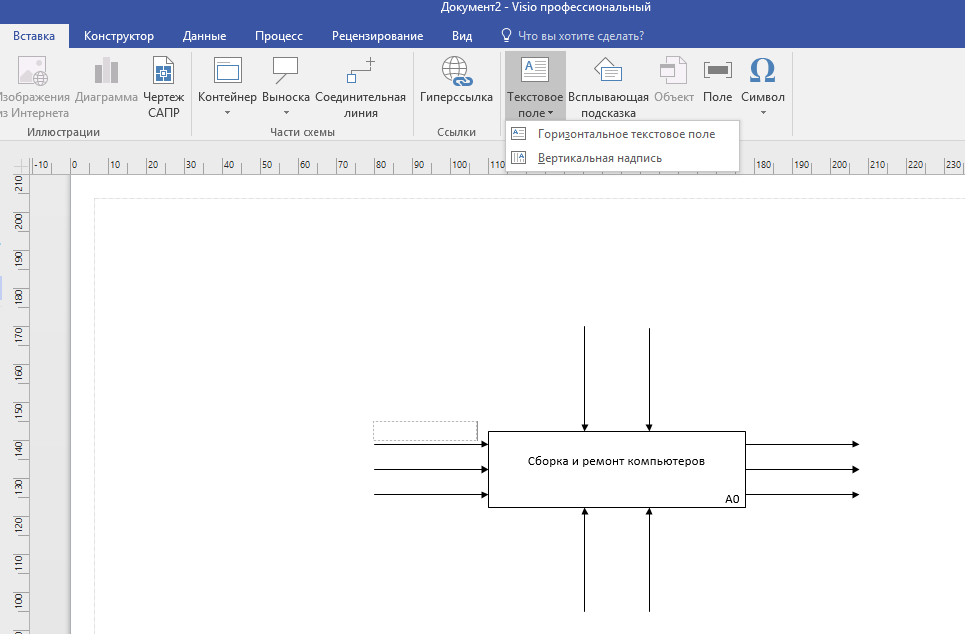 Документ2 - Visio профессиональный
Вставка Конструктор Данные Процесс Рецензирование Вид Что вы хотите сделать?
Изображения Диаграмма Чертеж Контейнер Выноска Соединительная Гиперссылка Текстовое Всплывающая Объект Поле Символ
из Интернета САПР линия поле подсказка
Иллюстрации Части схемы Ссылки
Горизонтальное текстовое поле
Вертикальная надпись
-10 0 10 20 30 40 50 60 70 80 90 100 110 180 190 200 210 220 230
210
200
190
180
170
160
150
140
130
120
110
100
Сборка и ремонт компьютеров
A0